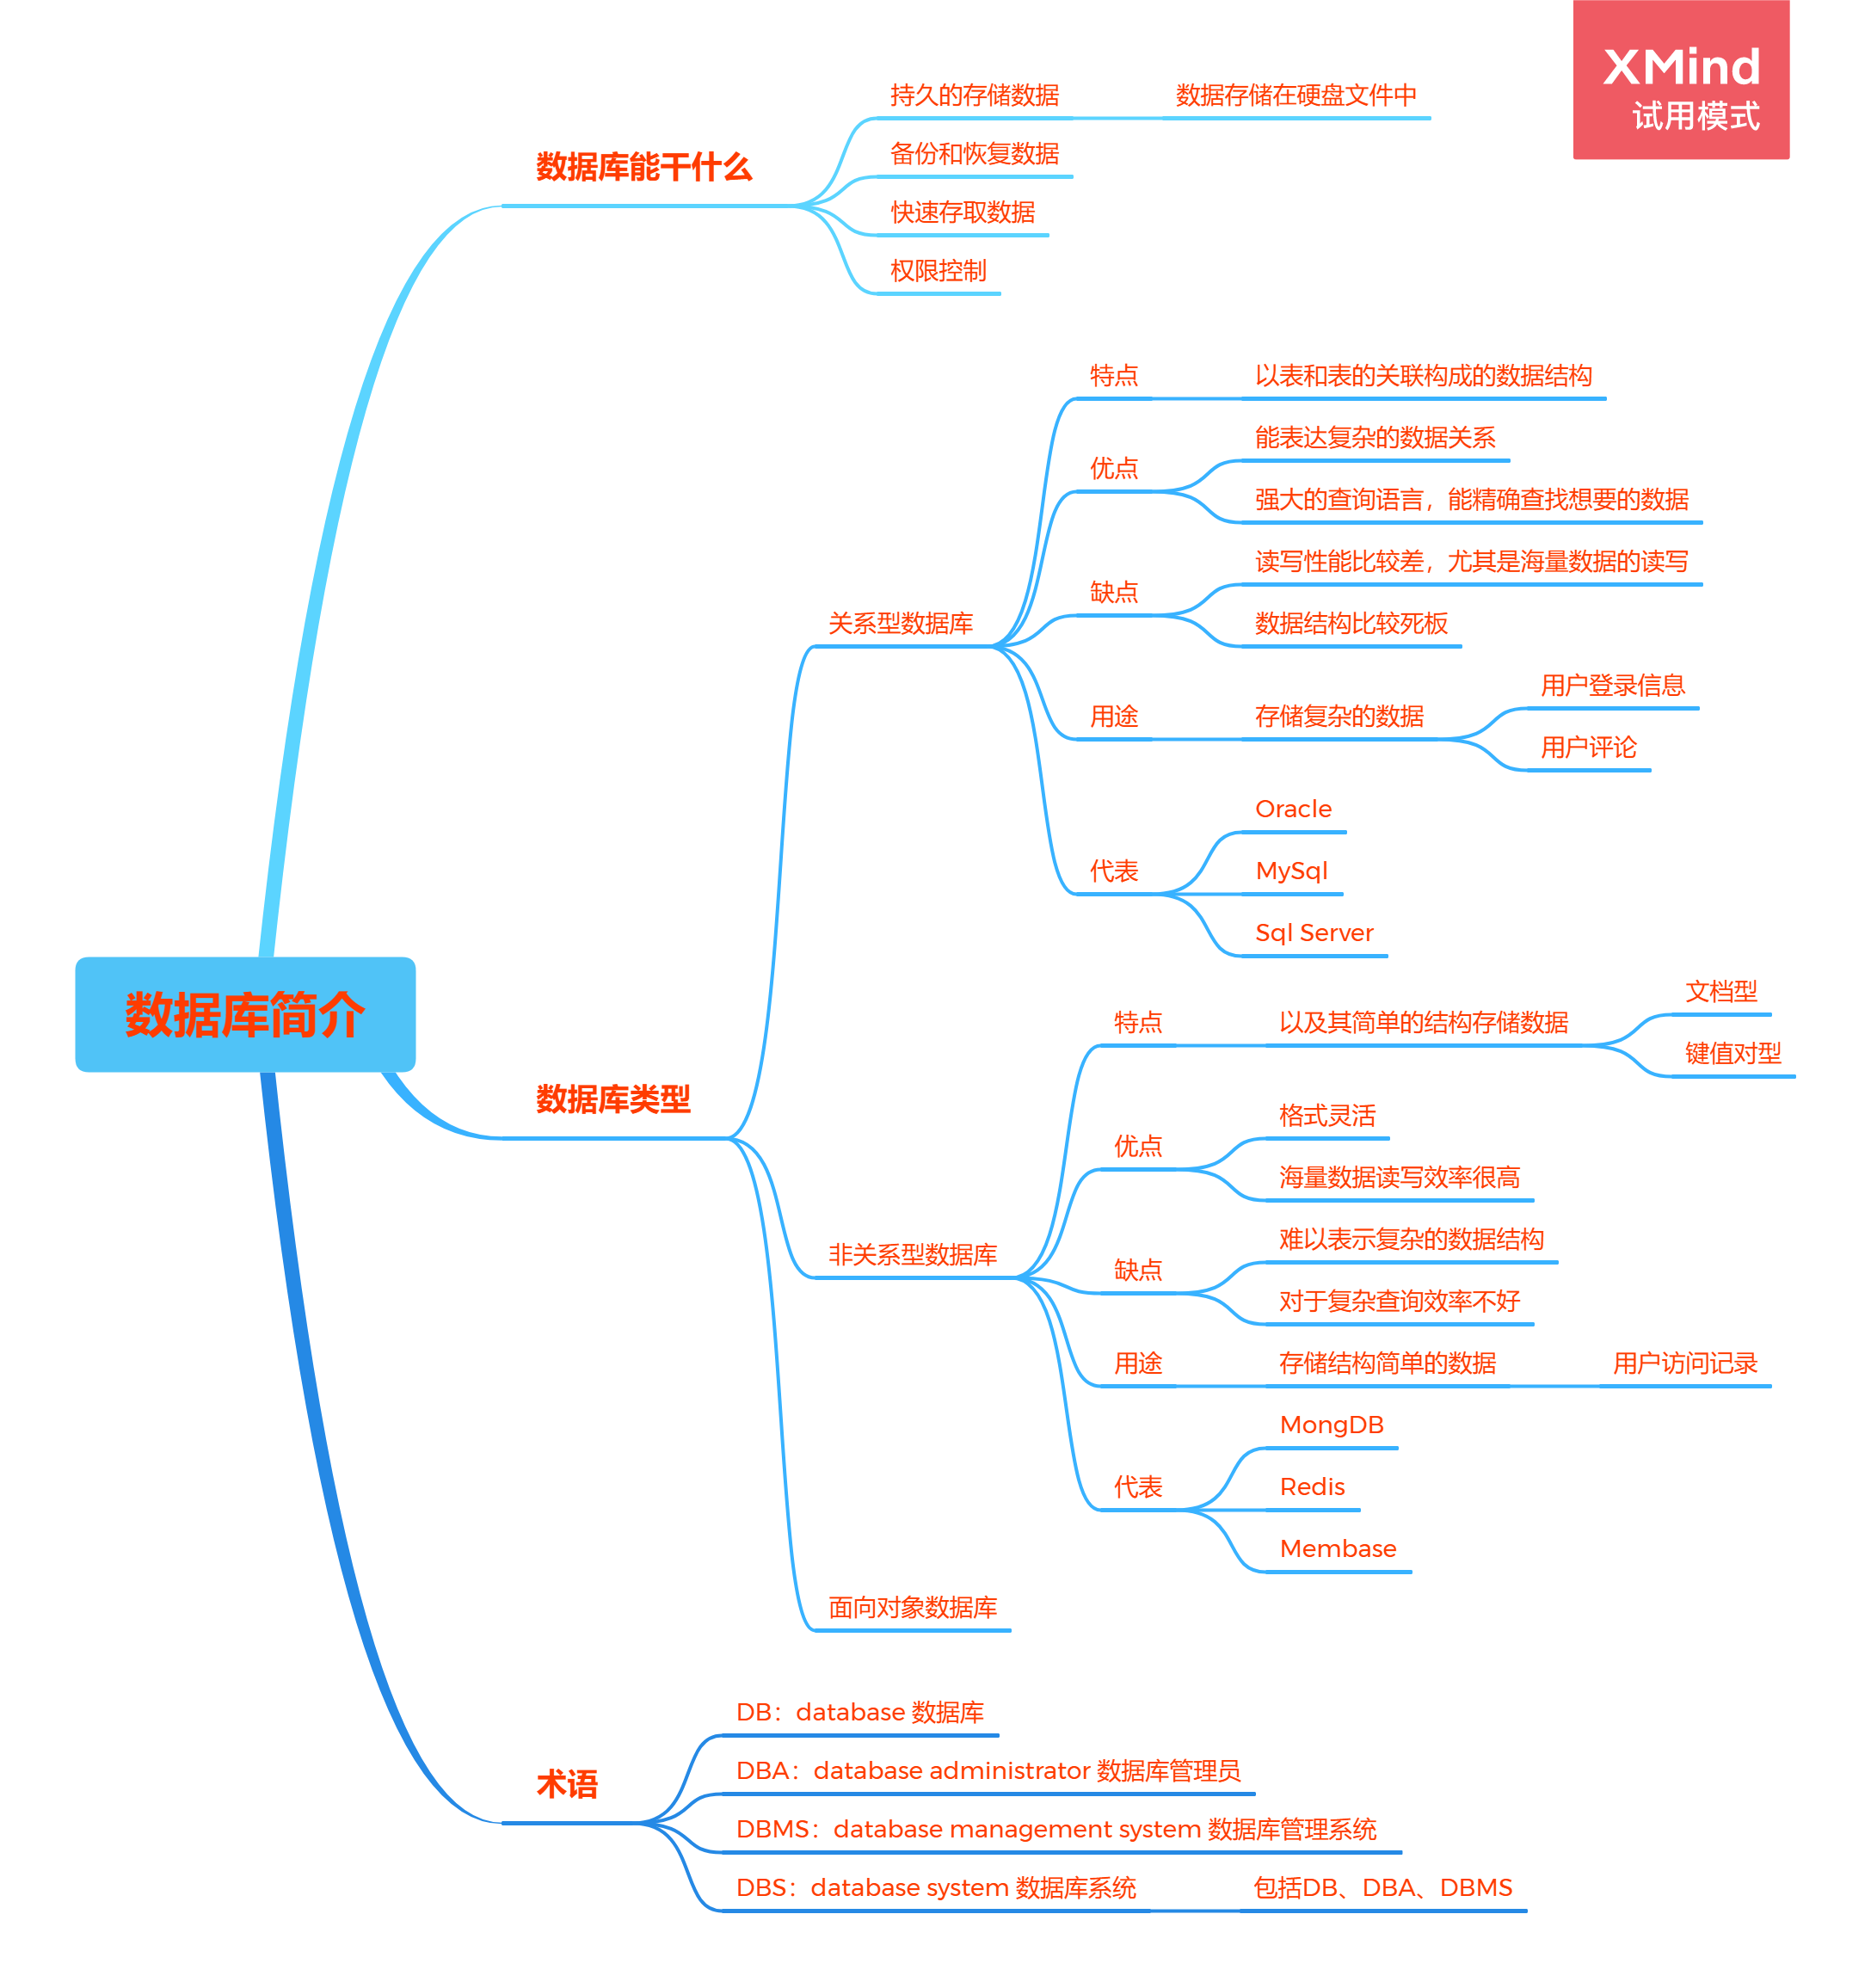 XMind
试用模式
数据库简介
数据库能干什么
持久的存储数据
数据存储在硬盘文件中
备份和恢复数据
快速存取数据
权限控制
数据库类型
关系型数据库
特点
以表和表的关联构成的数据结构
优点
能表达复杂的数据关系
强大的查询语言，能精确查找想要的数据
缺点
读写性能比较差，尤其是海量数据的读写
数据结构比较死板
用途
存储复杂的数据
用户登录信息
用户评论
代表
Oracle
MySql
Sql Server
非关系型数据库
特点
以及其简单的结构存储数据
文档型
键值对型
优点
格式灵活
海量数据读写效率很高
缺点
难以表示复杂的数据结构
对于复杂查询效率不好
用途
存储结构简单的数据
用户访问记录
代表
MongDB
Redis
Membase
面向对象数据库
术语
DB：database 数据库
DBA：database administrator 数据库管理员
DBMS：database management system 数据库管理系统
DBS：database system 数据库系统
包括DB、DBA、DBMS